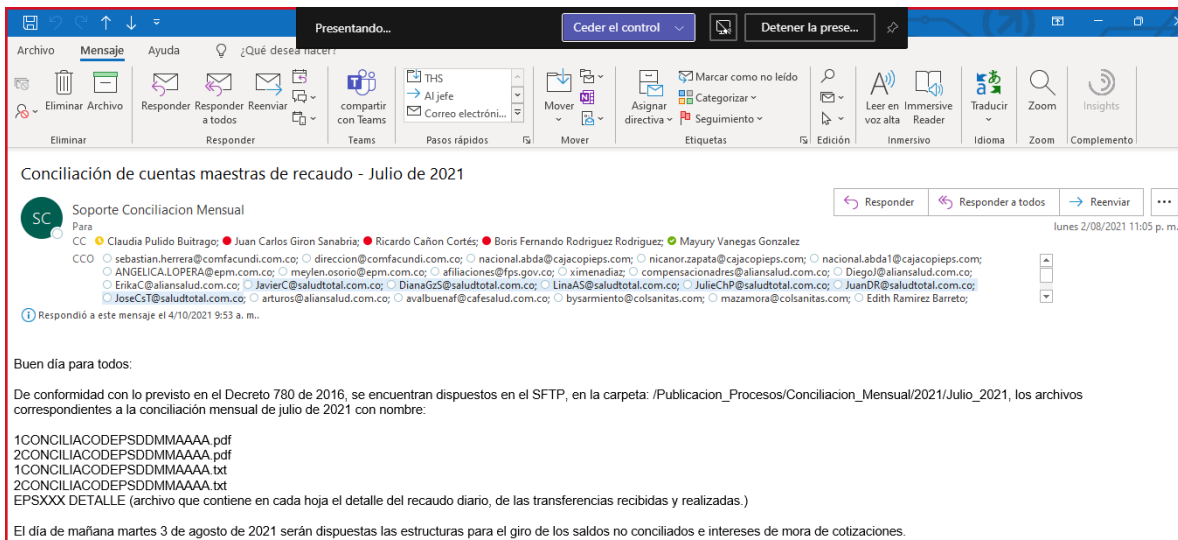 Presentando...
Ceder el control
Detener la prese...
Archivo Mensaje Ayuda ¿Qué desea hacer?
Eliminar Archivo
Responder Responder a todos Reenviar
compartir con Teams
THS
Al jefe
Correo electróni...
Mover
Asignar directiva
Marcar como no leído
Categorizar
Seguimiento
Leer en voz alta Immersive Reader
Traducir
Zoom
Insights
Eliminar Responder Teams Pasos rápidos Mover Etiquetas Edición Inmersivo Idioma Zoom Complemento
Conciliación de cuentas maestras de recaudo - Julio de 2021
SC
Soporte Conciliacion Mensual
Responder Responder a todos Reenviar ...
Para
lunes 2/08/2021 11:05 p. m.
CC Claudia Pulido Buitrago; Juan Carlos Giron Sanabria; Ricardo Cañon Cortés; Boris Fernando Rodriguez Rodriguez; Mayury Vanegas Gonzalez
CCO sebastian.herrera@comfacundi.com.co; direccion@comfacundi.com.co; nacional.abda@cajacopieps.com; nicanor.zapata@cajacopieps.com; nacional.abda1@cajacopieps.com;
ANGELICA.LOPERA@epm.com.co; meylen.osorio@epm.com.co; afiliaciones@fps.gov.co; ximenadiaz; compensacionadres@aliansalud.com.co; DiegoJ@aliansalud.com.co;
ErikaC@aliansalud.com.co; JavierC@saludtotal.com.co; DianaGzS@saludtotal.com.co; LinaAS@saludtotal.com.co; JulieChP@saludtotal.com.co; JuanDR@saludtotal.com.co;
JoseCsT@saludtotal.com.co; arturos@aliansalud.com.co; avalbuenaf@cafesalud.com.co; bysarmiento@colsanitas.com; mazamora@colsanitas.com; Edith Ramirez Barreto;
Respondió a este mensaje el 4/10/2021 9:53 a. m..
Buen día para todos:
De conformidad con lo previsto en el Decreto 780 de 2016, se encuentran dispuestos en el SFTP, en la carpeta: /Publicacion_Procesos/Conciliacion_Mensual/2021/Julio_2021, los archivos
correspondientes a la conciliación mensual de julio de 2021 con nombre:
1CONCILIACODEPSDDMMAAAA.pdf
2CONCILIACODEPSDDMMAAAA.pdf
1CONCILIACODEPSDDMMAAAA.txt
2CONCILIACODEPSDDMMAAAA.txt
EPSXXX DETALLE (archivo que contiene en cada hoja el detalle del recaudo diario, de las transferencias recibidas y realizadas.)
El día de mañana martes 3 de agosto de 2021 serán dispuestas las estructuras para el giro de los saldos no conciliados e intereses de mora de cotizaciones.